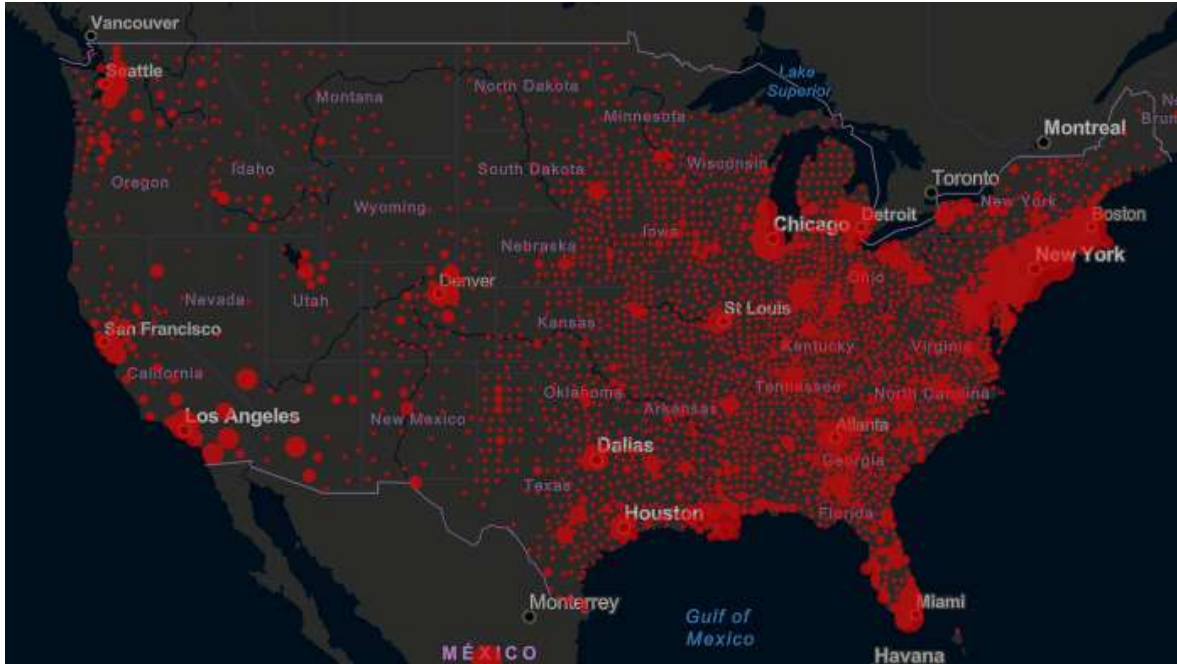 Vancouver
Seattle
Montana
North Dakota
Lake
Superior
Minnesota
Montreal
No
Brun
Oregon
Idaho
South Dakota
Wisconsin
Toronto
Wyoming
New York
Chicago
Detroit
Boston
Nebraska
Iowa
New York
Nevada
Utah
Denver
Ohio
San Francisco
Kansas
St Louis
Kentucky
Virginia
California
Oklahoma
Tennessee
North Carolina
Los Angeles
New Mexico
Arkansas
Atlanta
Dallas
Georgia
Texas
Houston
Florida
Monterrey
Miami
Gulf of
Mexico
MÉXICO
Havana